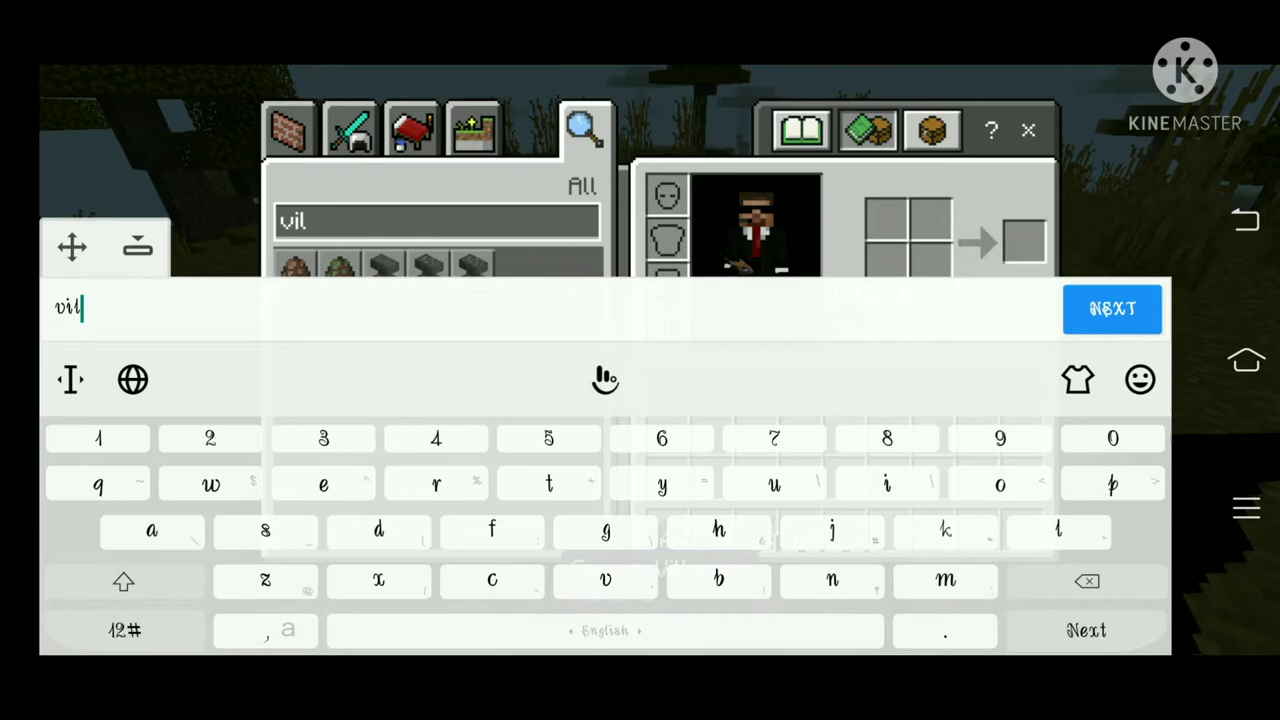 K
KINEMASTER
? ×
All
vil
vil
NEXT
1 2 3 4 5 6 7 8 9 0
q w e r t y u i o p
a s d f g h j k l
z x c v b n m
12# , a English . Next